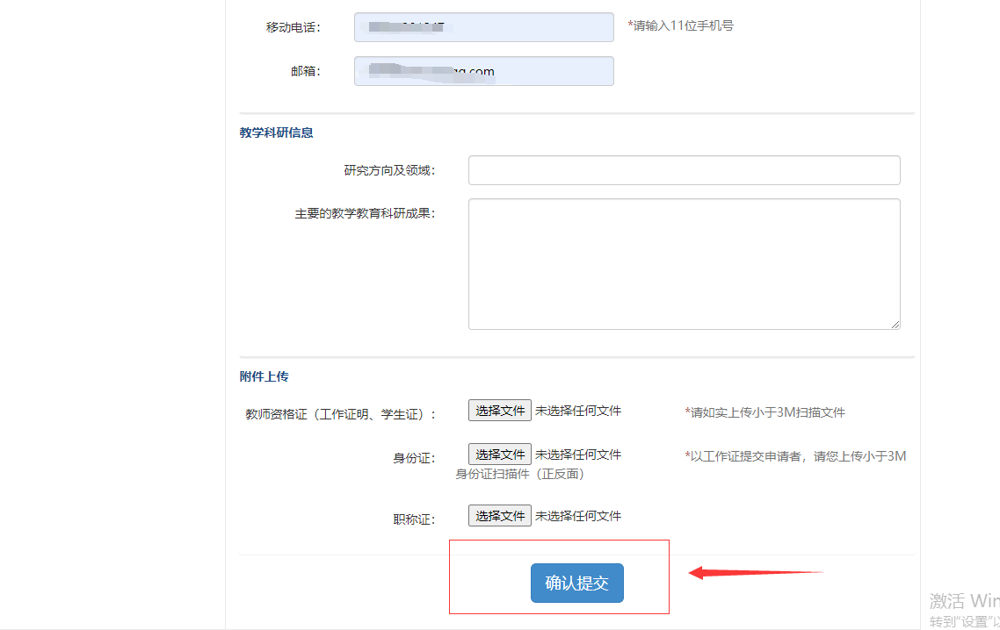 移动电话：
*请输入11位手机号
邮箱：
qq.com
教学科研信息
研究方向及领域：
主要的教学教育科研成果：
附件上传
教师资格证（工作证明、学生证）：
选择文件 未选择任何文件
*请如实上传小于3M扫描文件
身份证：
选择文件 未选择任何文件
*以工作证提交申请者，请您上传小于3M
身份证扫描件（正反面）
职称证：
选择文件 未选择任何文件
确认提交
激活 Win
转到"设置"以